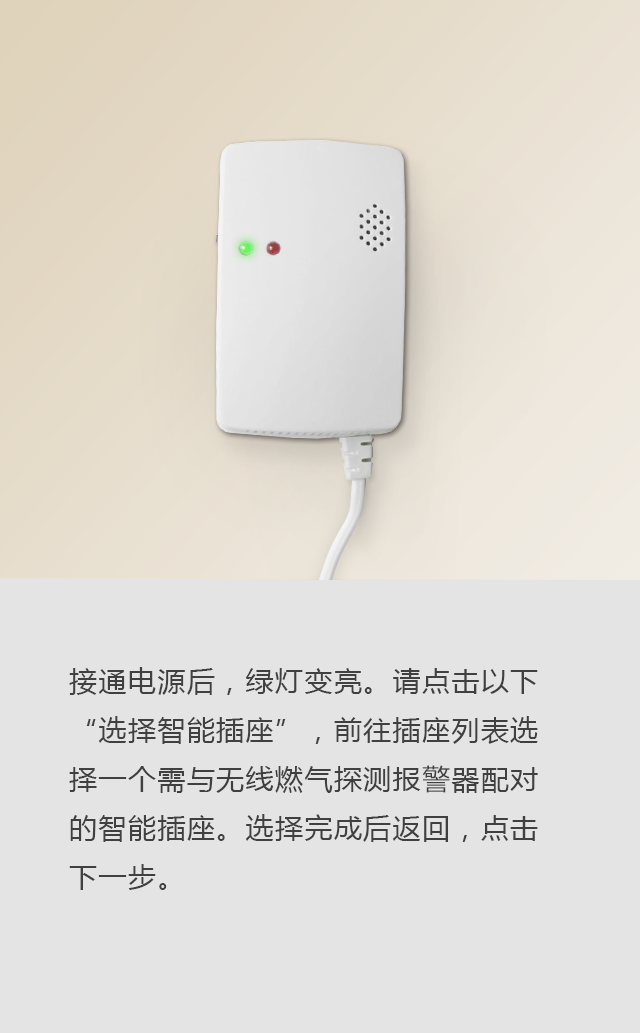 接通电源后，绿灯变亮。请点击以下
“选择智能插座”，前往插座列表选
择一个需与无线燃气探测报警器配对
的智能插座。选择完成后返回，点击
下一步。